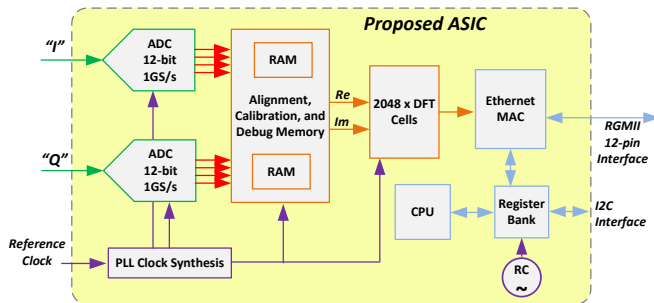 Proposed ASIC
"I"
ADC
12-bit
1GS/s
RAM
Alignment,
Calibration, and
Debug Memory
RAM
Re
Im
2048 x DFT
Cells
Ethernet
MAC
RGMII
12-pin
Interface
"Q"
ADC
12-bit
1GS/s
CPU
Register
Bank
I2C
Interface
Reference
Clock
PLL Clock Synthesis
RC
~